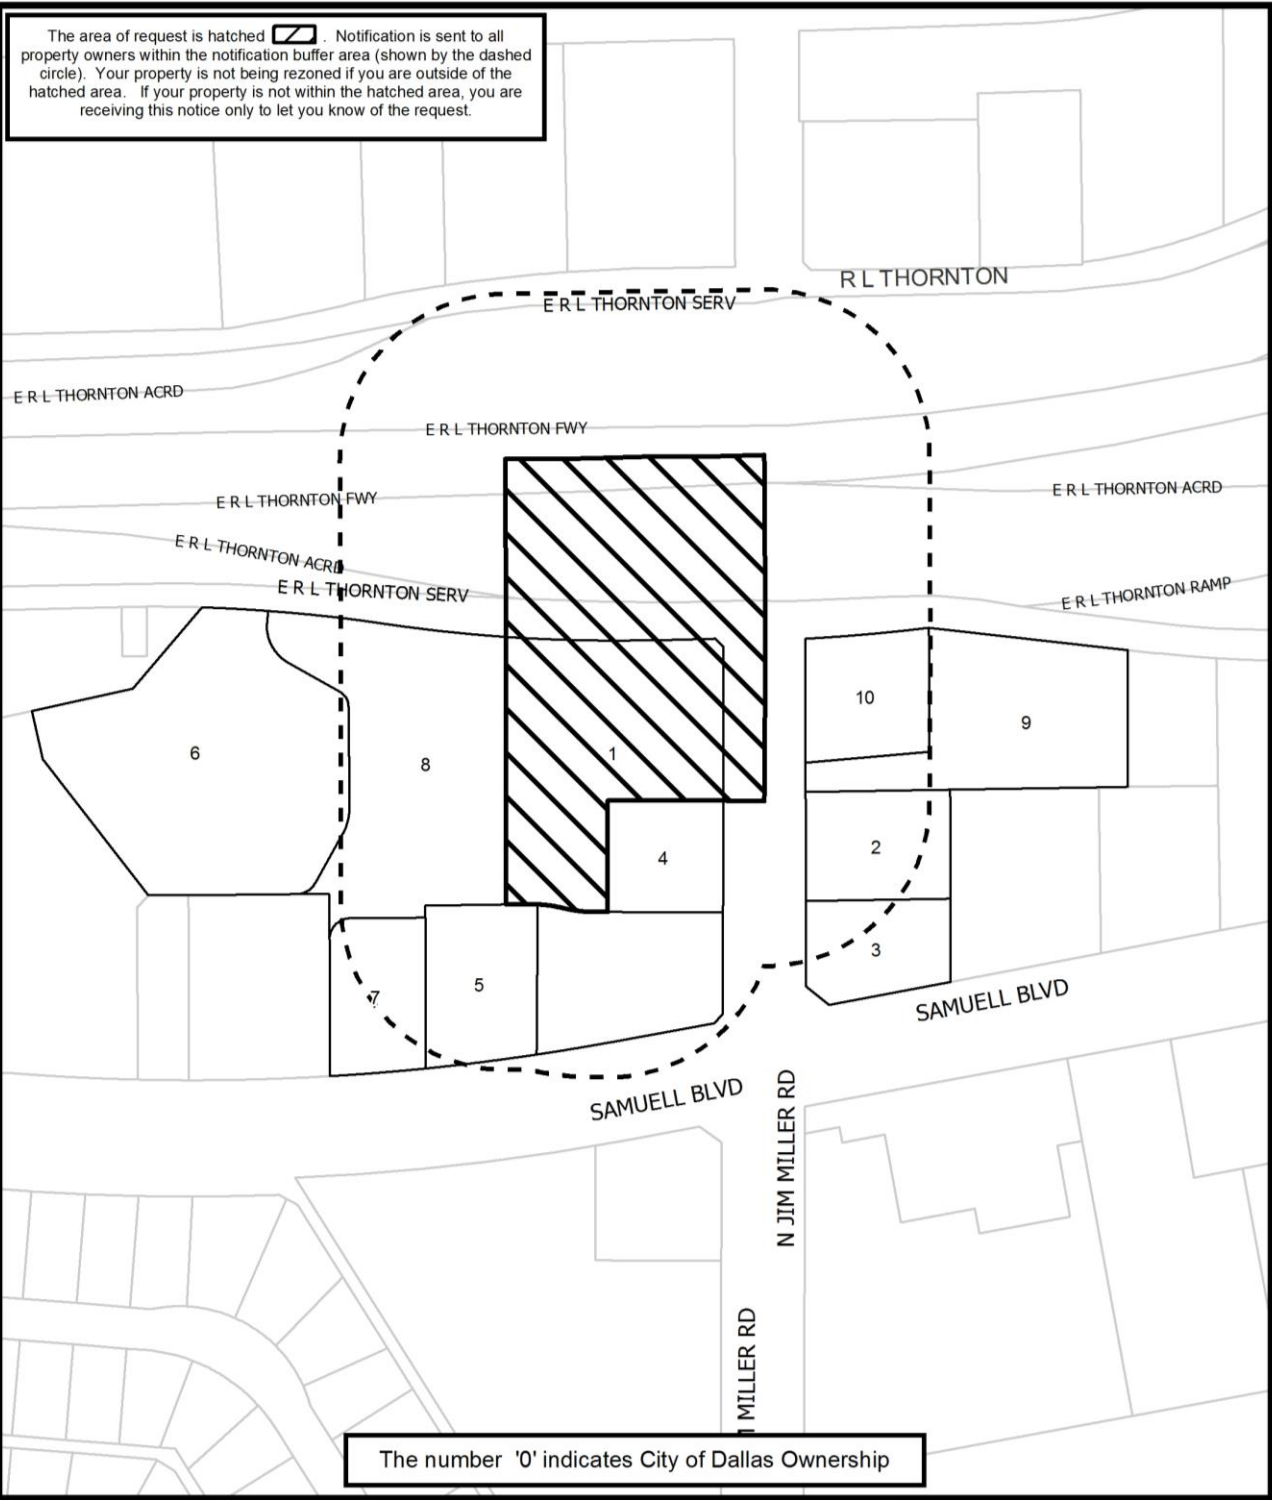 The area of request is hatched . Notification is sent to all
property owners within the notification buffer area (shown by the dashed
circle). Your property is not being rezoned if you are outside of the
hatched area. If your property is not within the hatched area, you are
receiving this notice only to let you know of the request.
R L THORNTON
E R L THORNTON SERV
E R L THORNTON ACRD
E R L THORNTON FWY
E R L THORNTON FWY
E R L THORNTON ACRD
E R L THORNTON ACRD
E R L THORNTON SERV
E R L THORNTON RAMP
10
9
6
8
1
2
4
3
5
7
SAMUELL BLVD
SAMUELL BLVD
N JIM MILLER RD
MILLER RD
The number '0' indicates City of Dallas Ownership